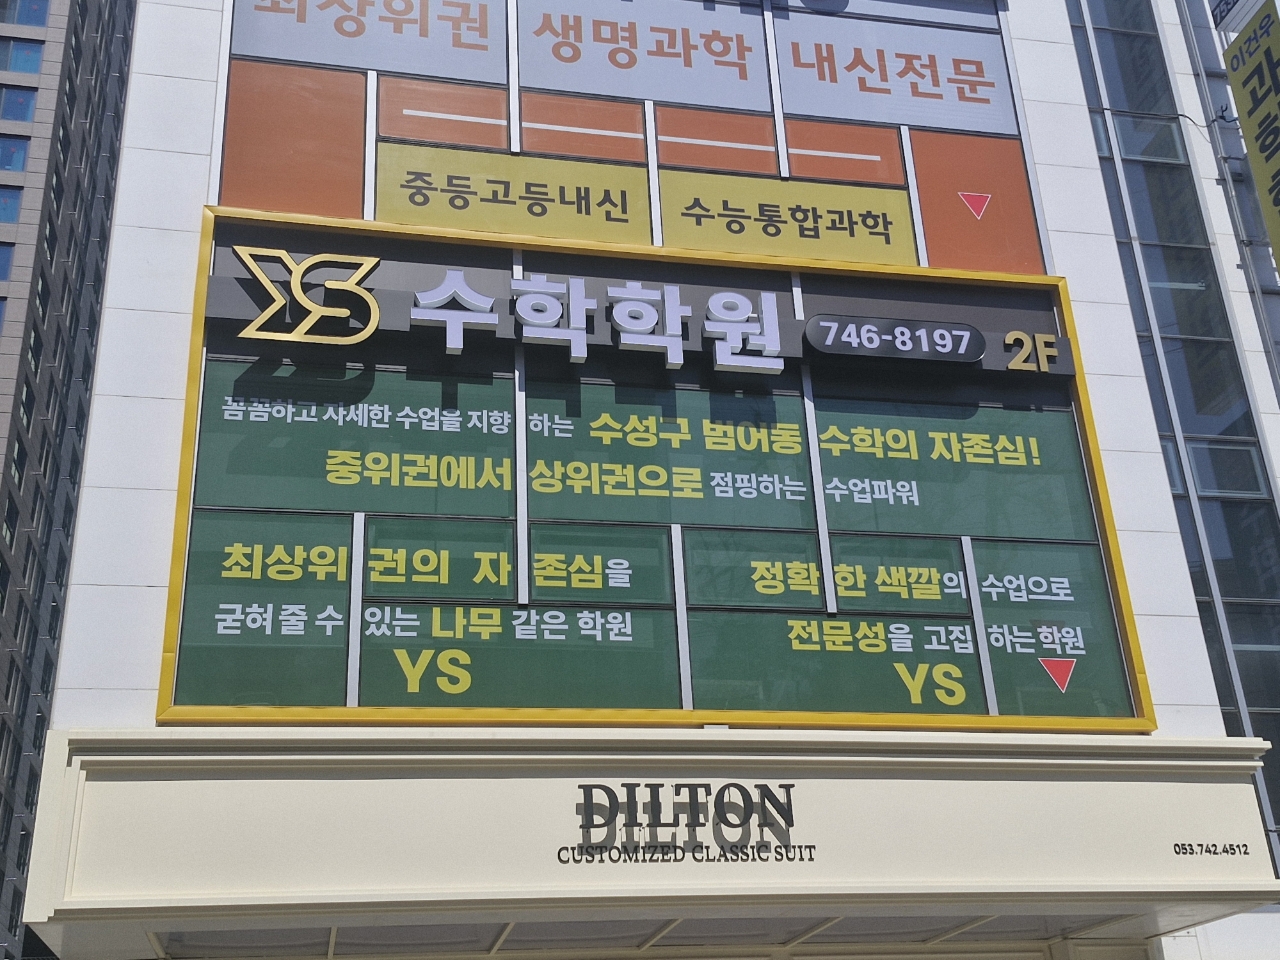 최상위권 생명과학 내신전문
중등고등내신 수능통합과학
YS 수학학원 746-8197 2F
꼼꼼하고 자세한 수업을 지향하는 수성구 범어동 수학의 자존심!
중위권에서 상위권으로 점핑하는 수업파워
최상위권의 자존심을
굳혀 줄 수 있는 나무 같은 학원
YS
정확한 색깔의 수업으로
전문성을 고집하는 학원
YS
DILTON
CUSTOMIZED CLASSIC SUIT
053.742.4512
이건우